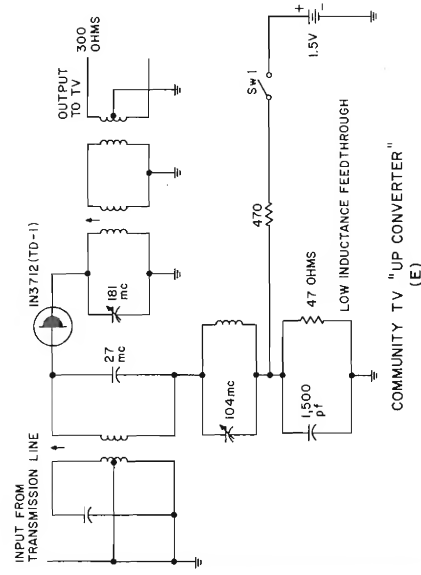 INPUT FROM
TRANSMISSION LINE
27
mc
IN3712 (TD-1)
181
mc
OUTPUT
TO TV
300
OHMS
104mc
470
Sw 1
+
-
1.5V
1,500
pf
47 OHMS
LOW INDUCTANCE FEEDTHROUGH
COMMUNITY TV "UP CONVERTER"
(E)